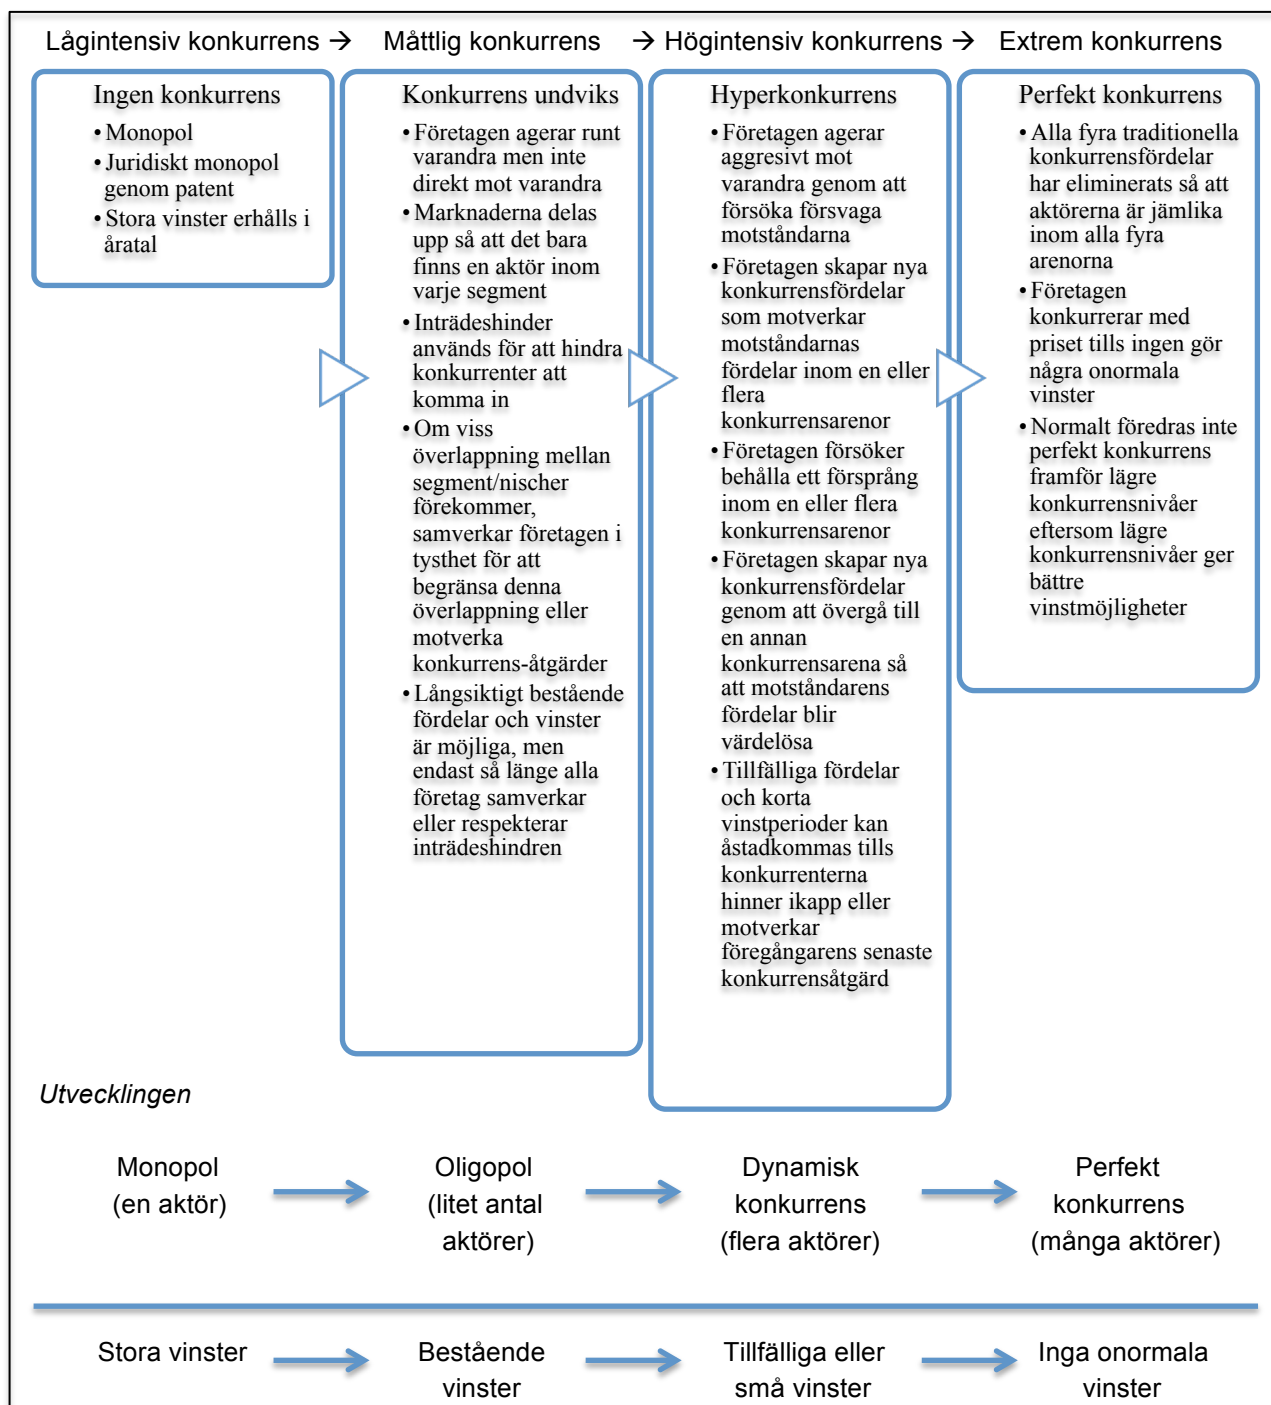 Lågintensiv konkurrens → Måttlig konkurrens → Högintensiv konkurrens → Extrem konkurrens
Ingen konkurrens
• Monopol
• Juridiskt monopol
genom patent
• Stora vinster erhålls i
åratal
Konkurrens undviks
• Företagen agerar runt
varandra men inte
direkt mot varandra
• Marknaderna delas
upp så att det bara
finns en aktör inom
varje segment
• Inträdeshinder
används för att hindra
konkurrenter att
komma in
• Om viss
överlappning mellan
segment/nischer
förekommer,
samverkar företagen i
tysthet för att
begränsa denna
överlappning eller
motverka
konkurrens-åtgärder
• Långsiktigt bestående
fördelar och vinster
är möjliga, men
endast så länge alla
företag samverkar
eller respekterar
inträdeshindren
Hyperkonkurrens
• Företagen agerar
aggresivt mot
varandra genom att
försöka försvaga
motståndarna
• Företagen skapar nya
konkurrensfördelar
som motverkar
motståndarnas
fördelar inom en eller
flera
konkurrensarenor
• Företagen försöker
behålla ett försprång
inom en eller flera
konkurrensarenor
• Företagen skapar nya
konkurrensfördelar
genom att övergå till
en annan
konkurrensarena så
att motståndarens
fördelar blir
värdelösa
• Tillfälliga fördelar
och korta
vinstperioder kan
åstadkommas tills
konkurrenterna
hinner ikapp eller
motverkar
föregångarens senaste
konkurrensåtgärd
Perfekt konkurrens
• Alla fyra traditionella
konkurrensfördelar
har eliminerats så att
aktörerna är jämlika
inom alla fyra
arenorna
• Företagen
konkurrerar med
priset tills ingen gör
några onormala
vinster
• Normalt föredras inte
perfekt konkurrens
framför lägre
konkurrensnivåer
eftersom lägre
konkurrensnivåer ger
bättre
vinstmöjligheter
Utvecklingen
Monopol
(en aktör)
Oligopol
(litet antal
aktörer)
Dynamisk
konkurrens
(flera aktörer)
Perfekt
konkurrens
(många aktörer)
Stora vinster
Bestående
vinster
Tillfälliga eller
små vinster
Inga onormala
vinster